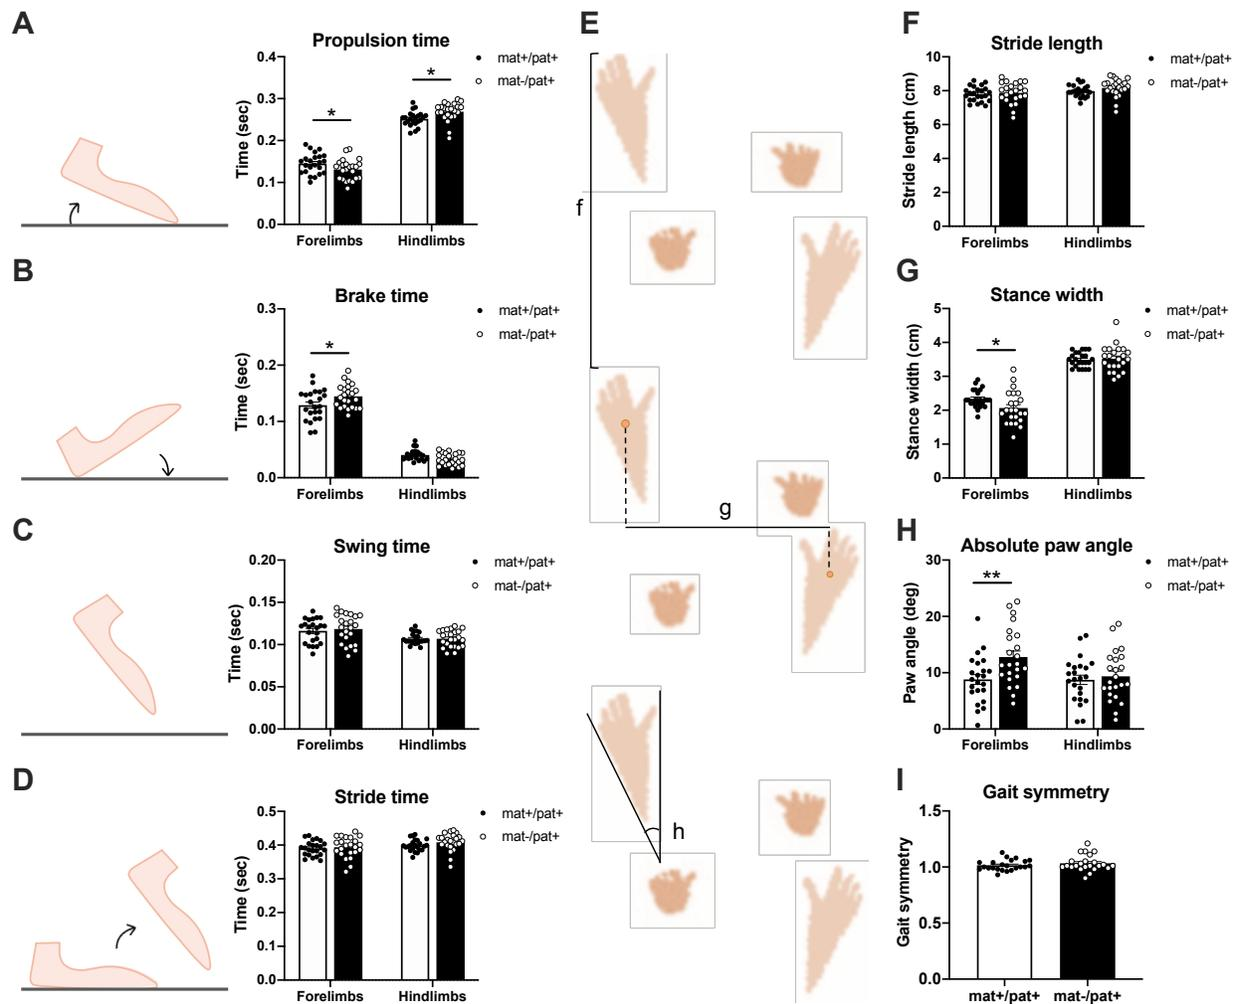 A
Propulsion time
mat+/pat+
mat-/pat+
0.4
0.3
0.2
0.1
0.0
Time (sec)
*
*
Forelimbs
Hindlimbs
B
Brake time
mat+/pat+
mat-/pat+
0.3
0.2
0.1
0.0
Time (sec)
*
Forelimbs
Hindlimbs
C
Swing time
mat+/pat+
mat-/pat+
0.20
0.15
0.10
0.05
0.00
Time (sec)
Forelimbs
Hindlimbs
D
Stride time
mat+/pat+
mat-/pat+
0.5
0.4
0.3
0.2
0.1
0.0
Time (sec)
Forelimbs
Hindlimbs
E
f
g
h
F
Stride length
mat+/pat+
mat-/pat+
10
8
6
4
2
0
Stride length (cm)
Forelimbs
Hindlimbs
G
Stance width
mat+/pat+
mat-/pat+
5
4
3
2
1
0
Stance width (cm)
*
Forelimbs
Hindlimbs
H
Absolute paw angle
mat+/pat+
mat-/pat+
30
20
10
0
Paw angle (deg)
**
Forelimbs
Hindlimbs
I
Gait symmetry
1.5
1.0
0.5
0.0
Gait symmetry
mat+/pat+
mat-/pat+